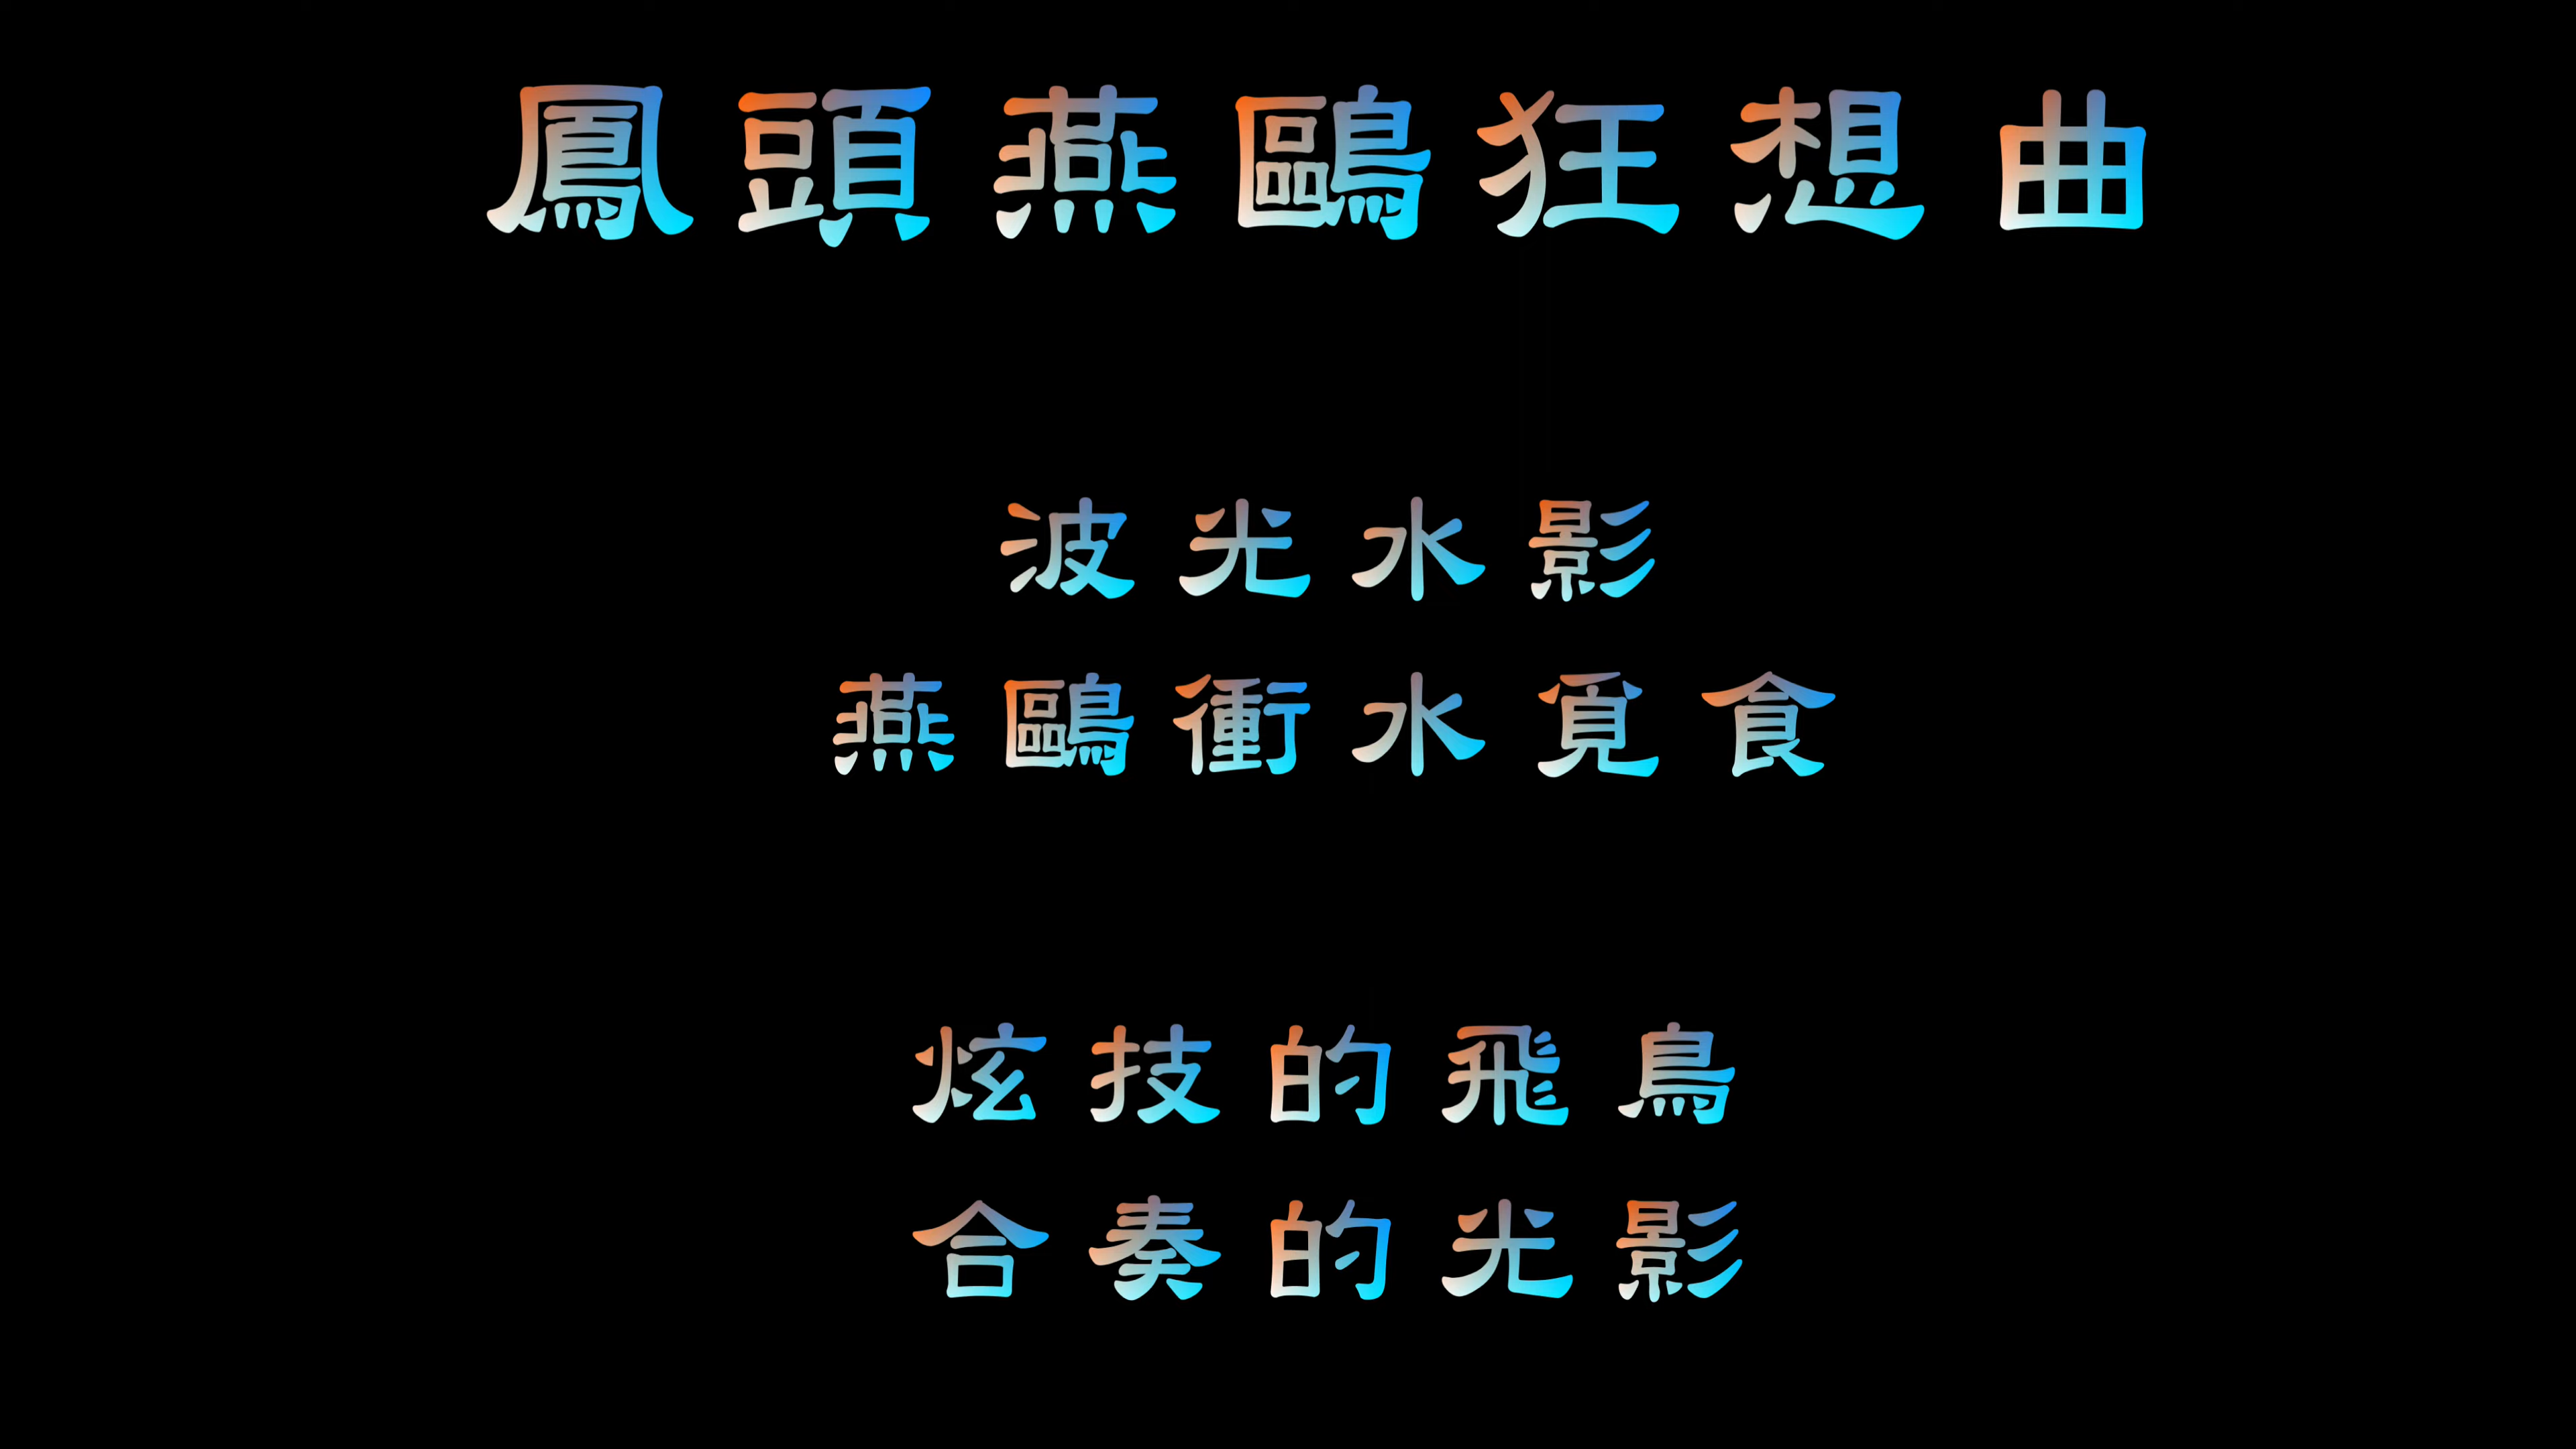 鳳頭燕鷗狂想曲
波光水影
燕鷗衝水覓食
炫技的飛鳥
合奏的光影